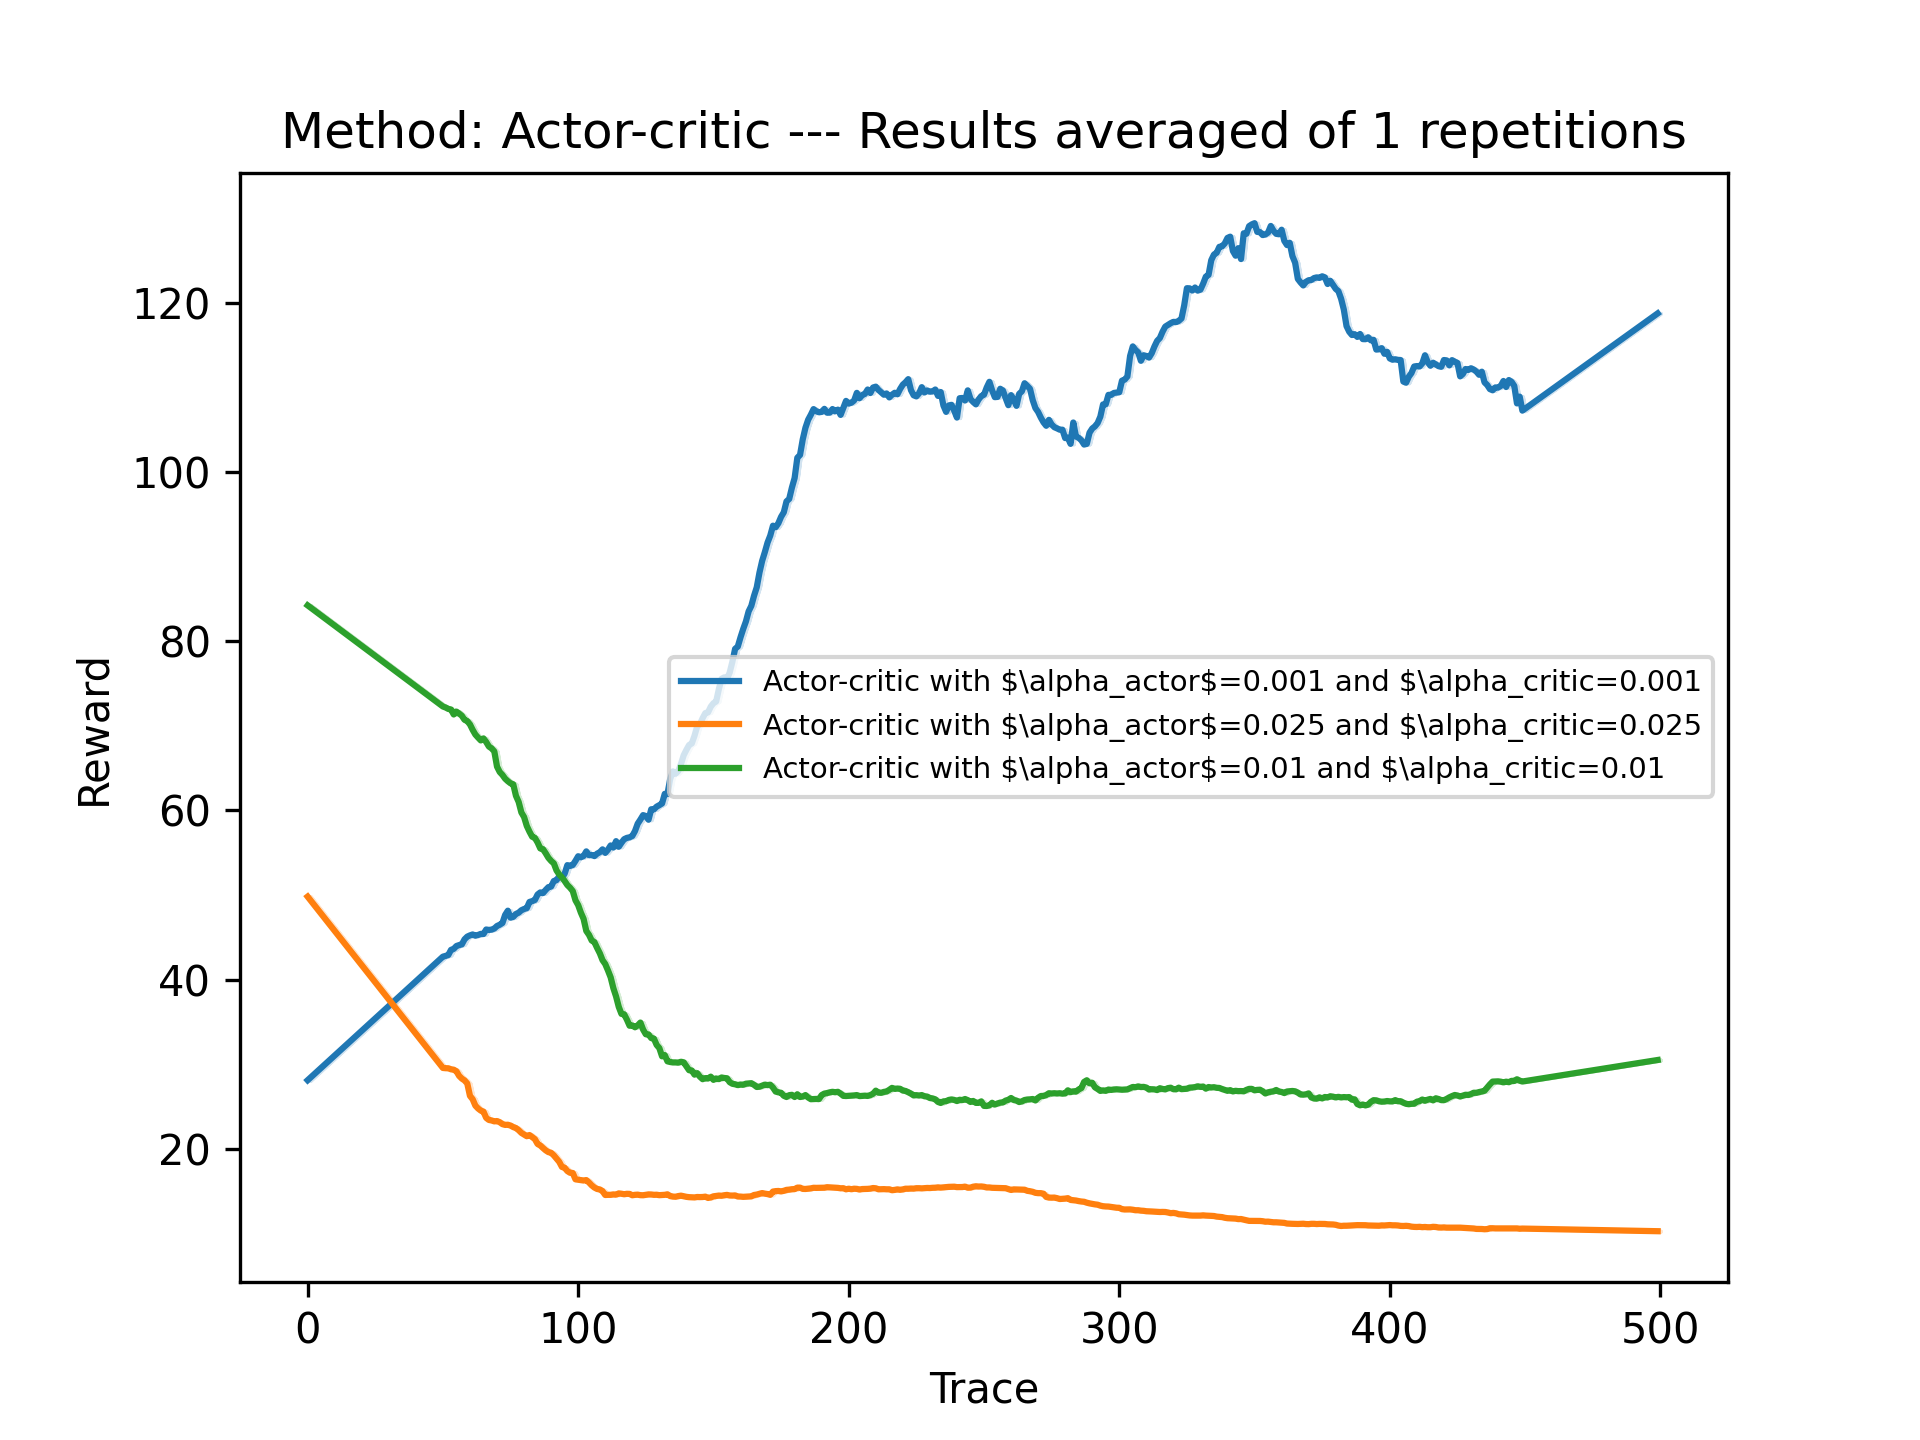 Method: Actor-critic --- Results averaged of 1 repetitions
120
100
80
60
40
20
Reward
Actor-critic with $\alpha_actor$=0.001 and $\alpha_critic=0.001
Actor-critic with $\alpha_actor$=0.025 and $\alpha_critic=0.025
Actor-critic with $\alpha_actor$=0.01 and $\alpha_critic=0.01
0 100 200 300 400 500
Trace